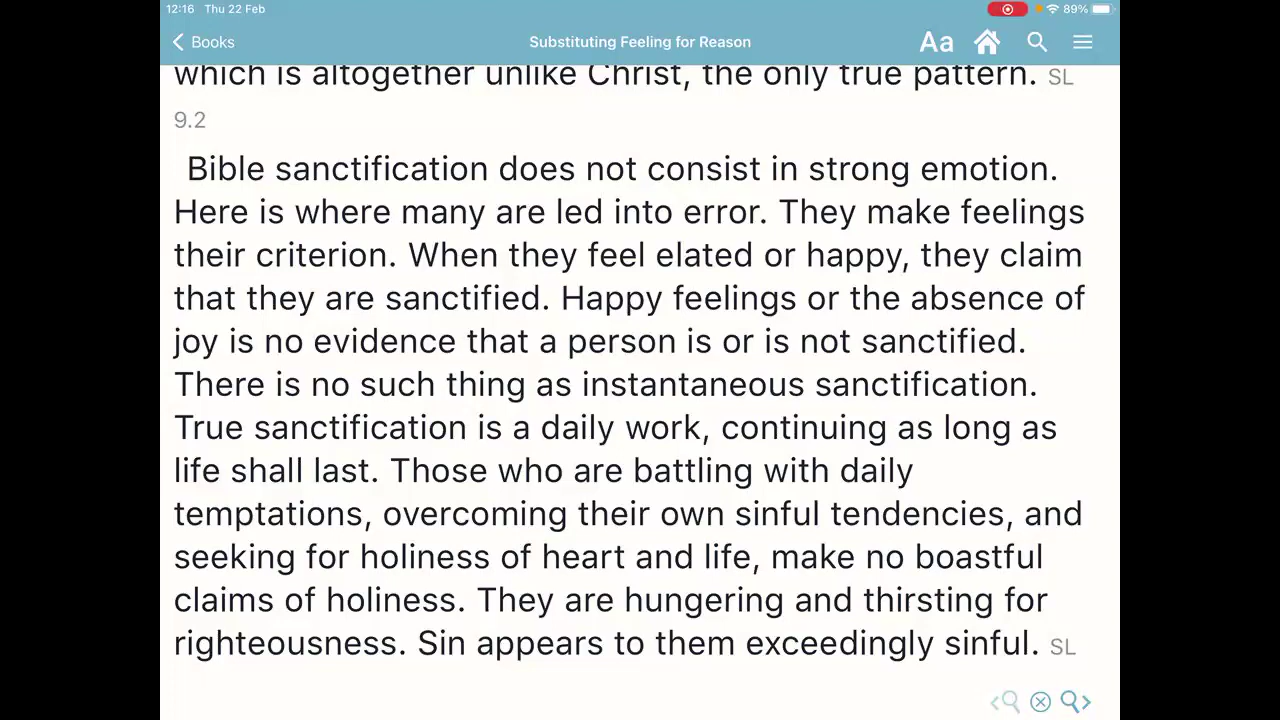 12:16 Thu 22 Feb 89%
Books Substituting Feeling for Reason Aa
which is altogether unlike Christ, the only true pattern. SL
9.2
Bible sanctification does not consist in strong emotion.
Here is where many are led into error. They make feelings
their criterion. When they feel elated or happy, they claim
that they are sanctified. Happy feelings or the absence of
joy is no evidence that a person is or is not sanctified.
There is no such thing as instantaneous sanctification.
True sanctification is a daily work, continuing as long as
life shall last. Those who are battling with daily
temptations, overcoming their own sinful tendencies, and
seeking for holiness of heart and life, make no boastful
claims of holiness. They are hungering and thirsting for
righteousness. Sin appears to them exceedingly sinful. SL